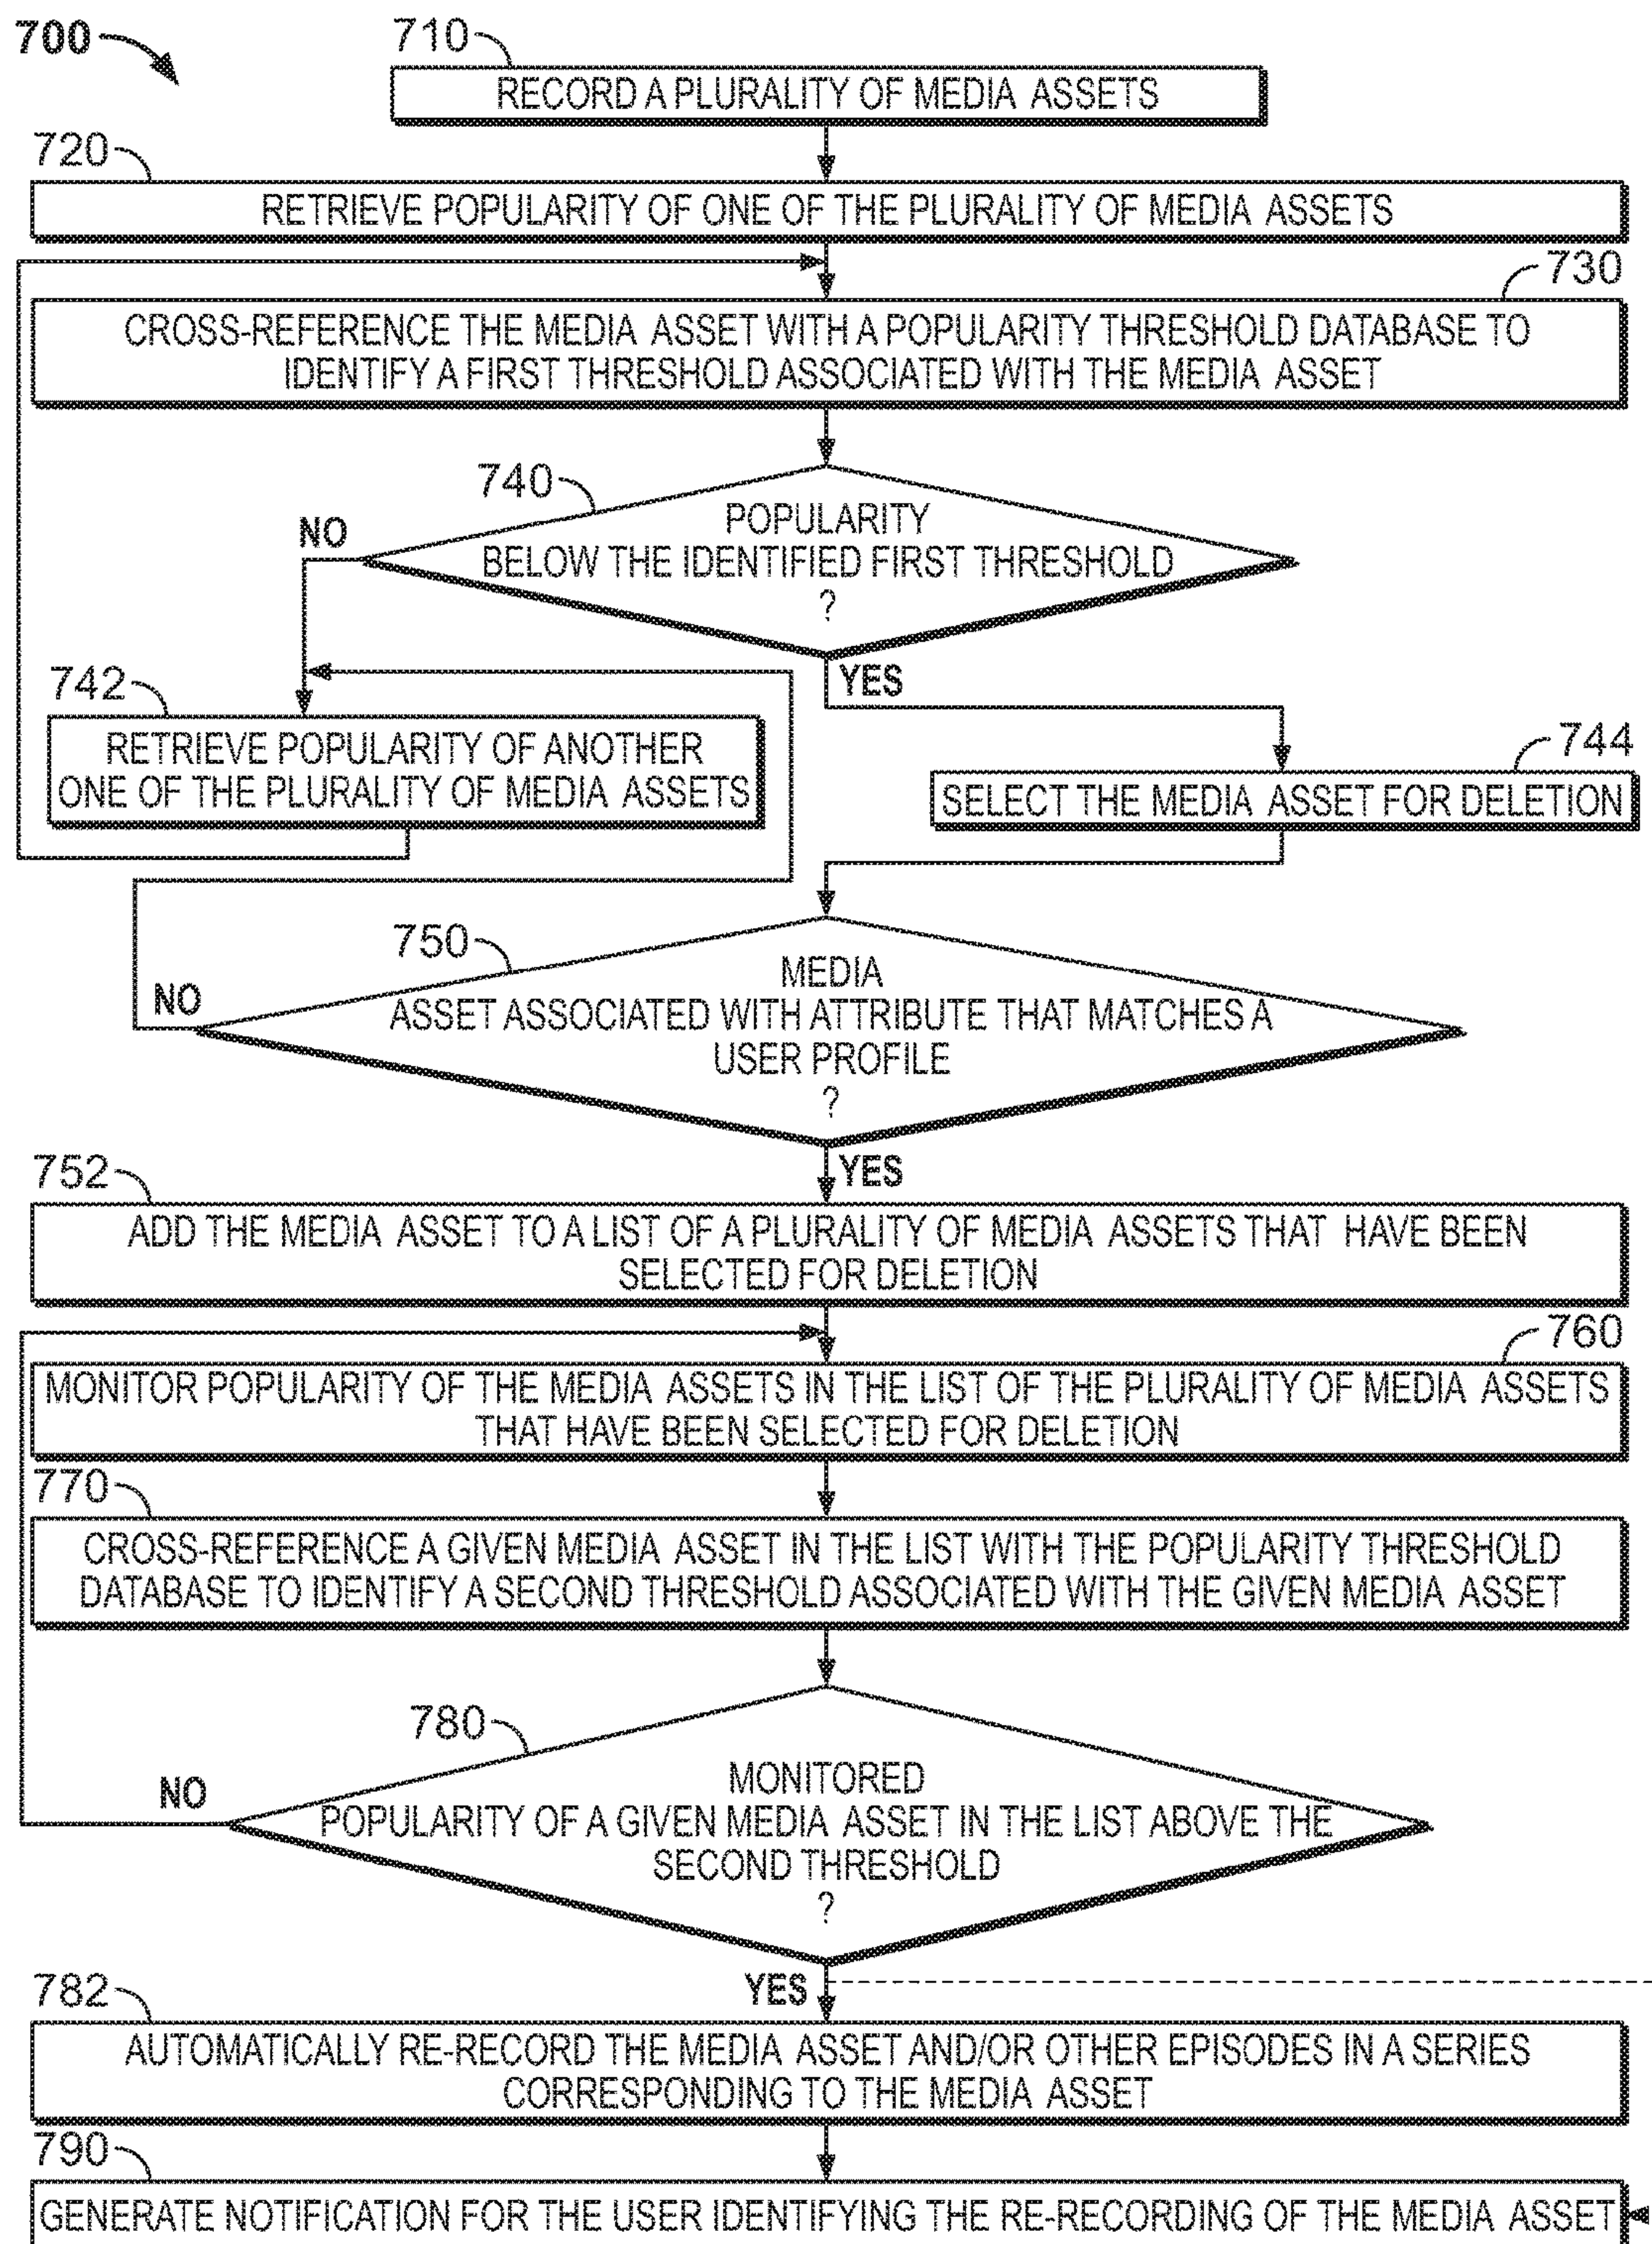 700
710
RECORD A PLURALITY OF MEDIA ASSETS
720
RETRIEVE POPULARITY OF ONE OF THE PLURALITY OF MEDIA ASSETS
730
CROSS-REFERENCE THE MEDIA ASSET WITH A POPULARITY THRESHOLD DATABASE TO
IDENTIFY A FIRST THRESHOLD ASSOCIATED WITH THE MEDIA ASSET
740
POPULARITY
BELOW THE IDENTIFIED FIRST THRESHOLD
?
NO
YES
742
RETRIEVE POPULARITY OF ANOTHER
ONE OF THE PLURALITY OF MEDIA ASSETS
744
SELECT THE MEDIA ASSET FOR DELETION
750
MEDIA
ASSET ASSOCIATED WITH ATTRIBUTE THAT MATCHES A
USER PROFILE
?
NO
YES
752
ADD THE MEDIA ASSET TO A LIST OF A PLURALITY OF MEDIA ASSETS THAT HAVE BEEN
SELECTED FOR DELETION
760
MONITOR POPULARITY OF THE MEDIA ASSETS IN THE LIST OF THE PLURALITY OF MEDIA ASSETS
THAT HAVE BEEN SELECTED FOR DELETION
770
CROSS-REFERENCE A GIVEN MEDIA ASSET IN THE LIST WITH THE POPULARITY THRESHOLD
DATABASE TO IDENTIFY A SECOND THRESHOLD ASSOCIATED WITH THE GIVEN MEDIA ASSET
780
MONITORED
POPULARITY OF A GIVEN MEDIA ASSET IN THE LIST ABOVE THE
SECOND THRESHOLD
?
NO
YES
782
AUTOMATICALLY RE-RECORD THE MEDIA ASSET AND/OR OTHER EPISODES IN A SERIES
CORRESPONDING TO THE MEDIA ASSET
790
GENERATE NOTIFICATION FOR THE USER IDENTIFYING THE RE-RECORDING OF THE MEDIA ASSET